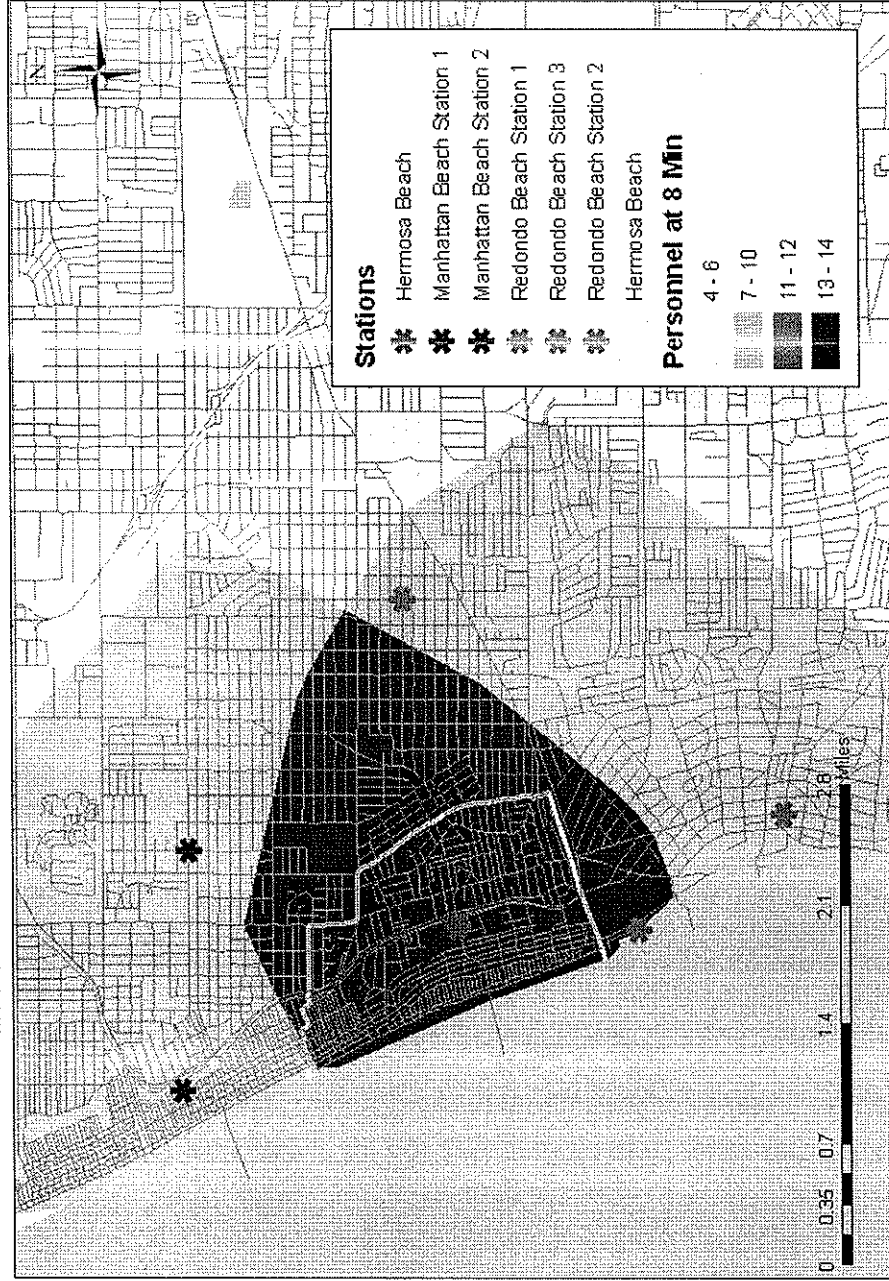 N
Stations
Hermosa Beach
Manhattan Beach Station 1
Manhattan Beach Station 2
Redondo Beach Station 1
Redondo Beach Station 3
Redondo Beach Station 2
Hermosa Beach
Personnel at 8 Min
4 - 6
7 - 10
11 - 12
13 - 14
0 0.35 0.7 1.4 2.1 2.8
Miles